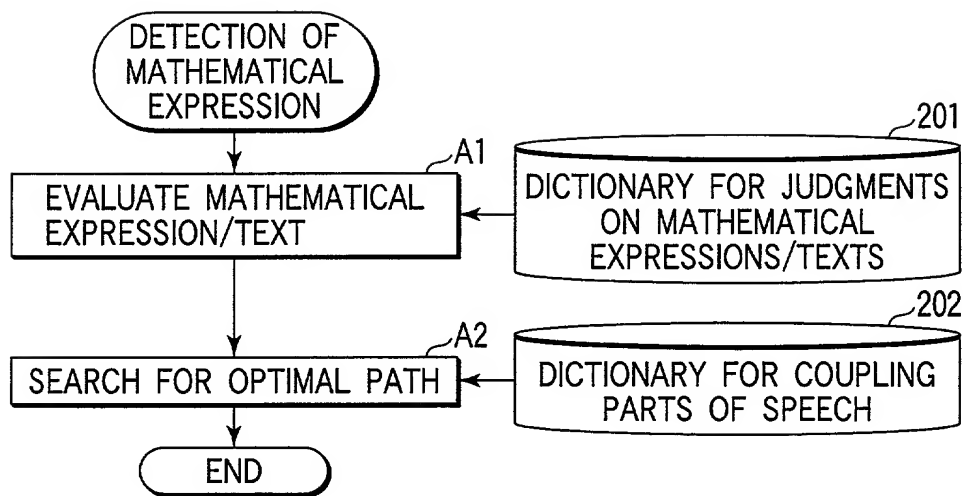 DETECTION OF
MATHEMATICAL
EXPRESSION
A1
EVALUATE MATHEMATICAL
EXPRESSION/TEXT
201
DICTIONARY FOR JUDGMENTS
ON MATHEMATICAL
EXPRESSIONS/TEXTS
A2
SEARCH FOR OPTIMAL PATH
202
DICTIONARY FOR COUPLING
PARTS OF SPEECH
END